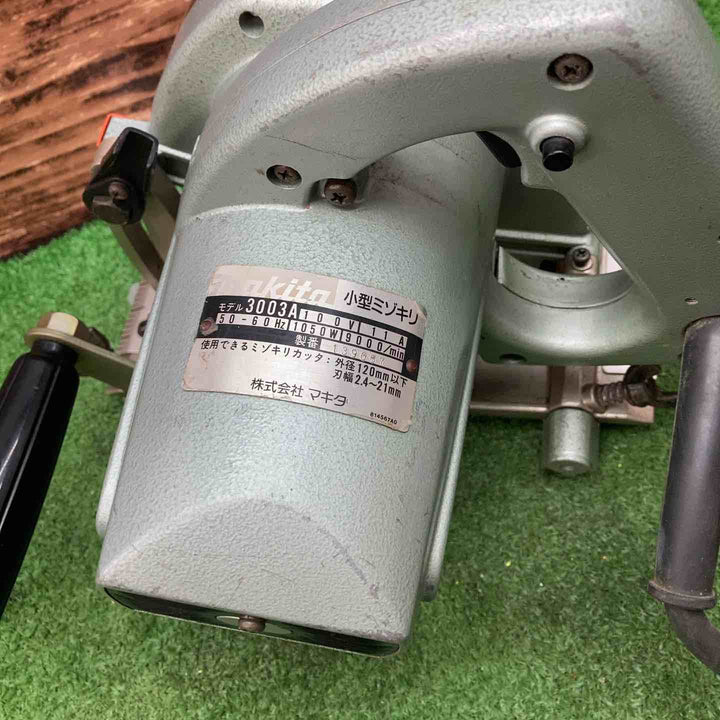 makita 小型ミゾキリ
モデル 3003A 100V 11A
50-60Hz 1050W 9000/min
製番
使用できるミゾキリカッタ:外径120mm以下
刃幅2.4〜21mm
株式会社 マキタ